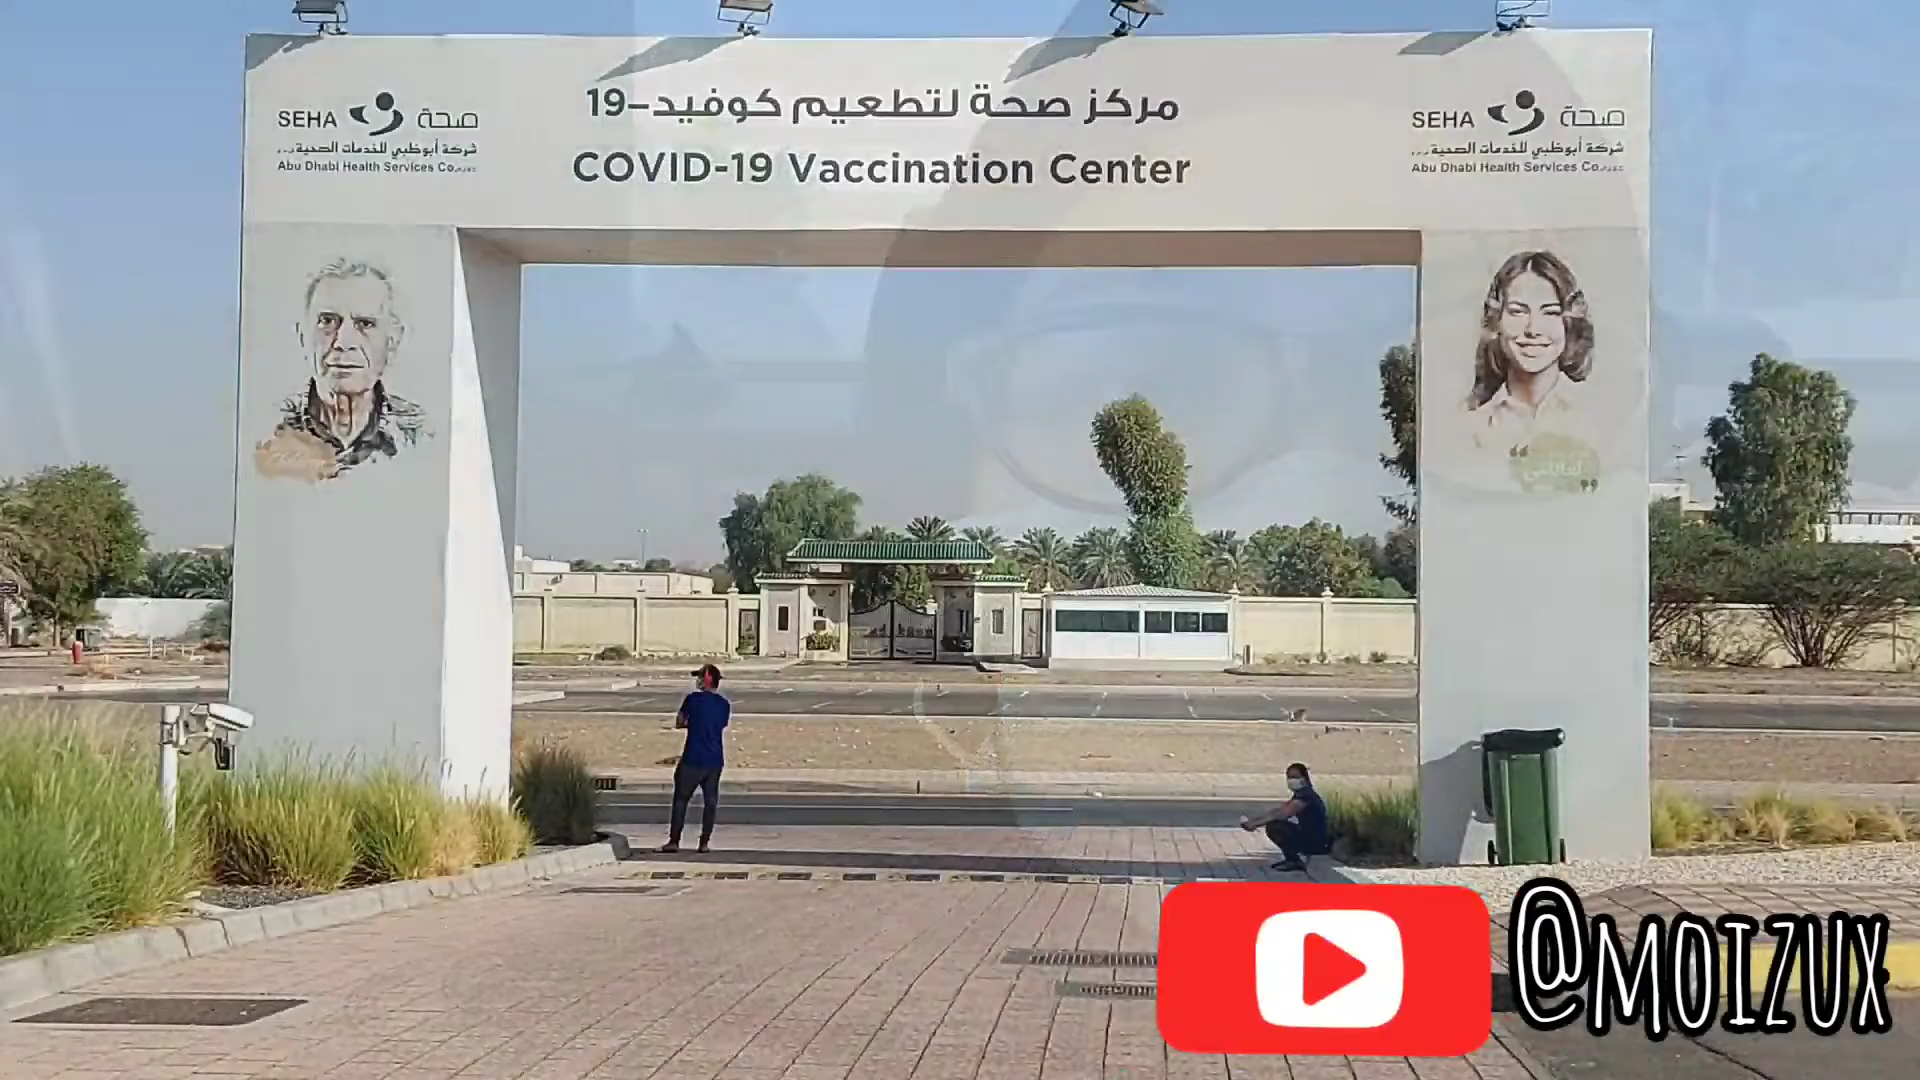 SEHA صحة
شركة أبوظبي للخدمات الصحية
Abu Dhabi Health Services Co.
مركز صحة لتطعيم كوفيد-19
COVID-19 Vaccination Center
SEHA صحة
شركة أبوظبي للخدمات الصحية
Abu Dhabi Health Services Co.
@MOIZUX